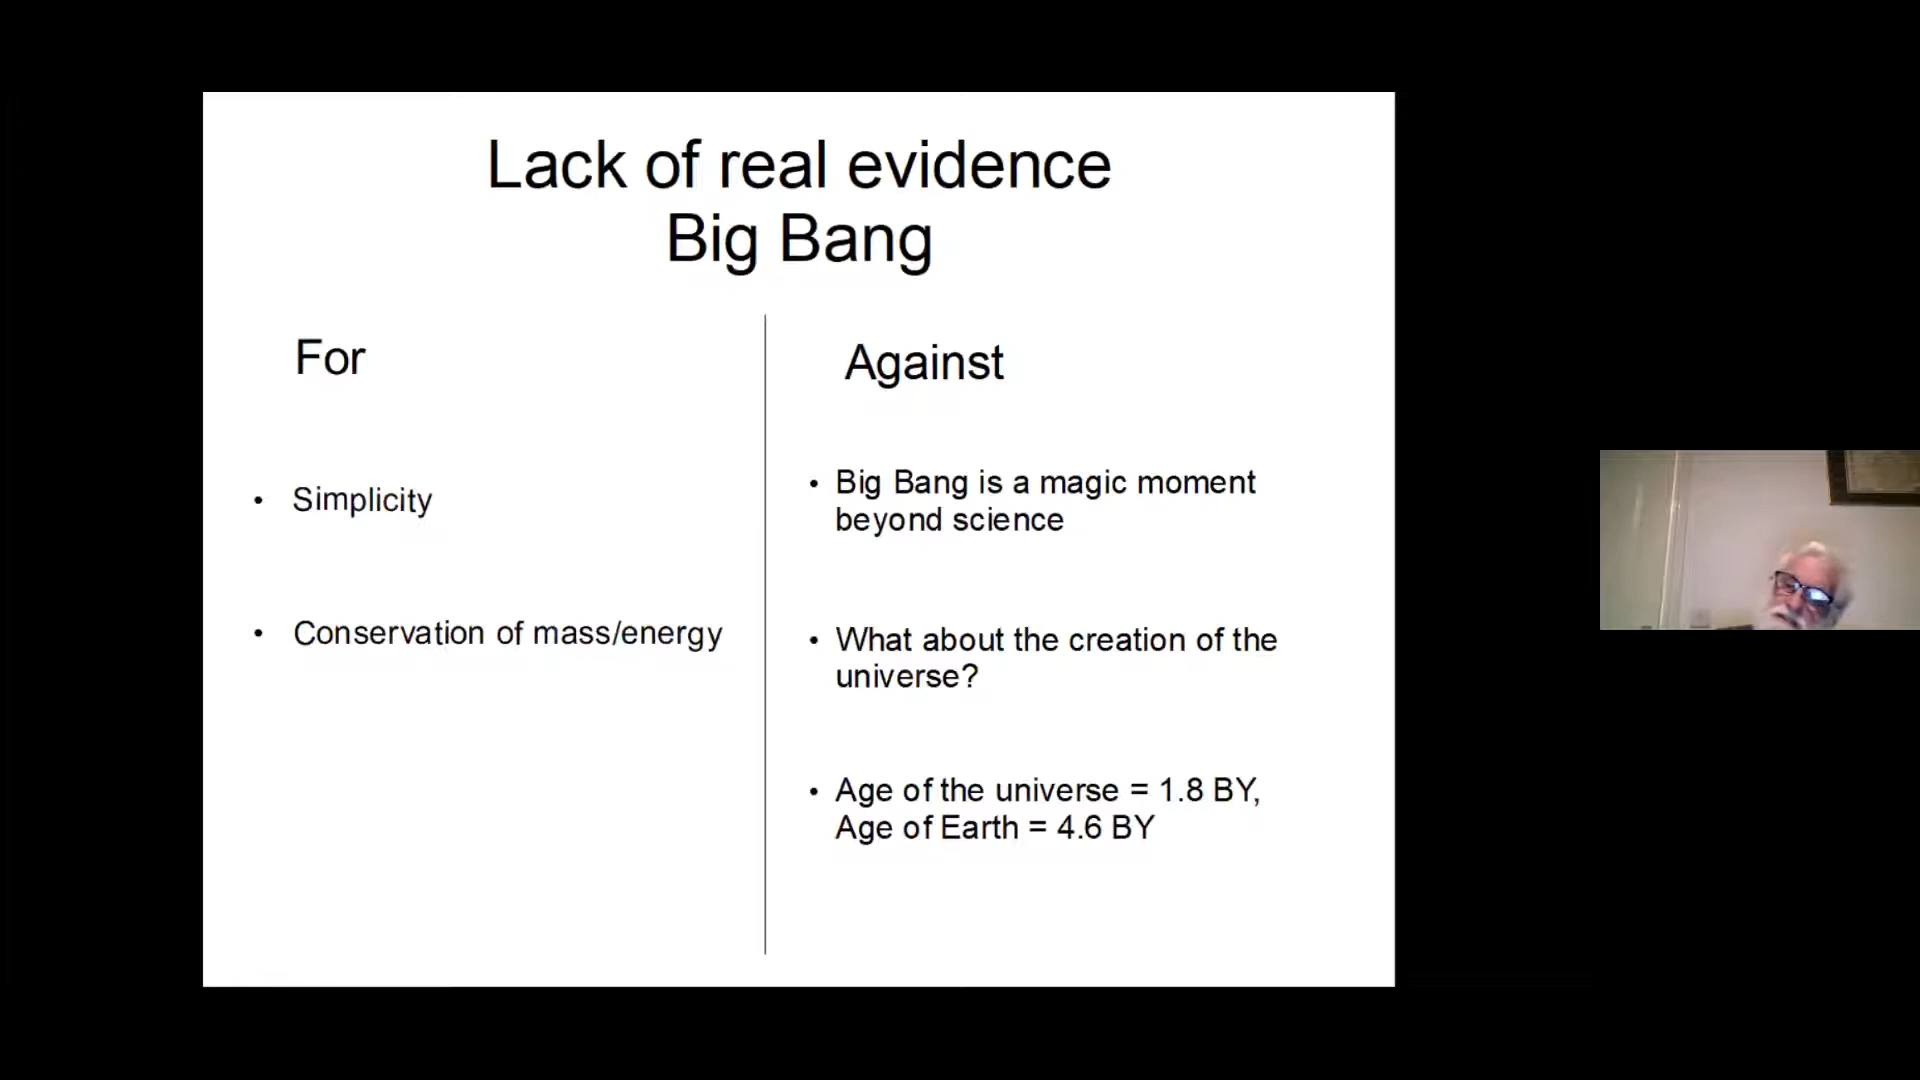 Lack of real evidence
Big Bang
For
• Simplicity
• Conservation of mass/energy
Against
• Big Bang is a magic moment
beyond science
• What about the creation of the
universe?
• Age of the universe = 1.8 BY,
Age of Earth = 4.6 BY